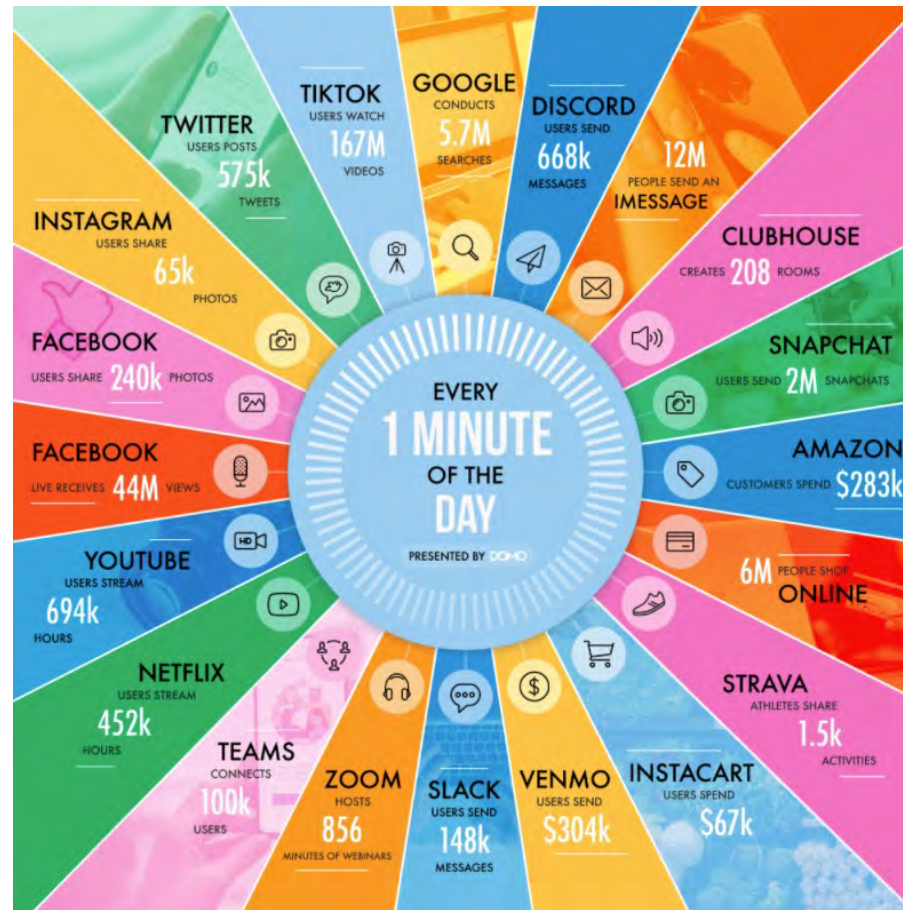 EVERY
1 MINUTE
OF THE
DAY
PRESENTED BY DOMO
GOOGLE
CONDUCTS
5.7M
SEARCHES
DISCORD
USERS SEND
668k
MESSAGES
12M
PEOPLE SEND AN
IMESSAGE
CLUBHOUSE
CREATES 208 ROOMS
SNAPCHAT
USERS SEND 2M SNAPCHATS
AMAZON
CUSTOMERS SPEND $283k
6M PEOPLE SHOP
ONLINE
STRAVA
ATHLETES SHARE
1.5k
ACTIVITIES
INSTACART
USERS SPEND
$67k
VENMO
USERS SEND
$304k
SLACK
USERS SEND
148k
MESSAGES
ZOOM
HOSTS
856
MINUTES OF WEBINARS
TEAMS
CONNECTS
100k
USERS
NETFLIX
USERS STREAM
452k
HOURS
YOUTUBE
USERS STREAM
694k
HOURS
FACEBOOK
LIVE RECEIVES 44M VIEWS
FACEBOOK
USERS SHARE 240k PHOTOS
INSTAGRAM
USERS SHARE
65k
PHOTOS
TWITTER
USERS POSTS
575k
TWEETS
TIKTOK
USERS WATCH
167M
VIDEOS
HD
$